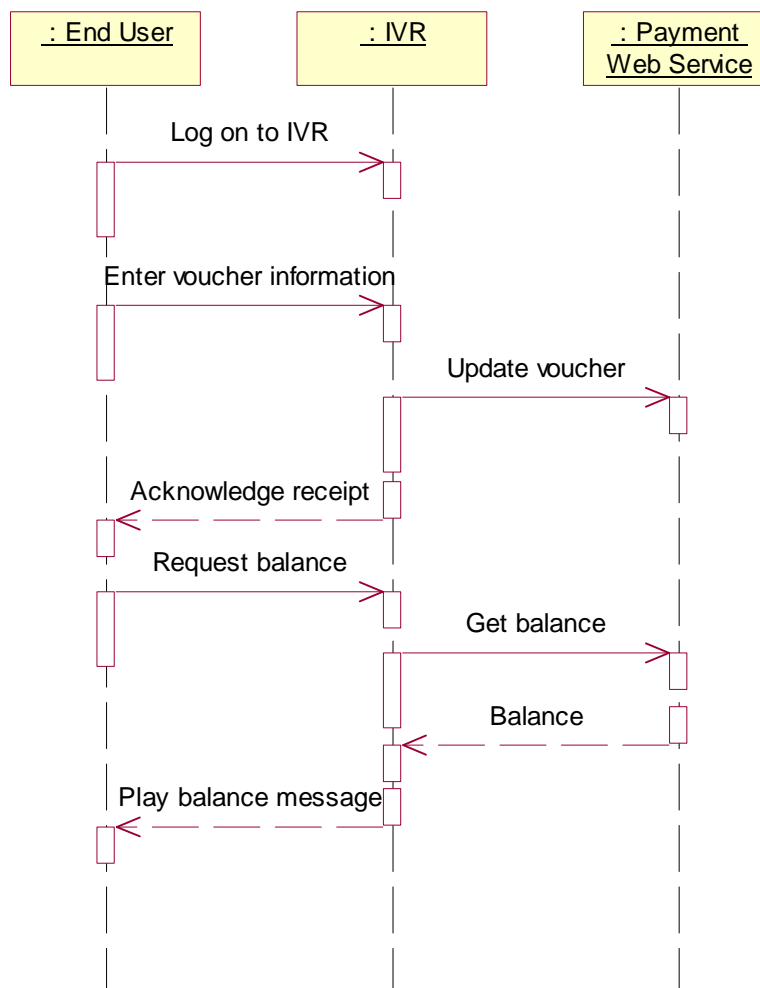 : End User
: IVR
: Payment
Web Service
Log on to IVR
Enter voucher information
Update voucher
Acknowledge receipt
Request balance
Get balance
Balance
Play balance message